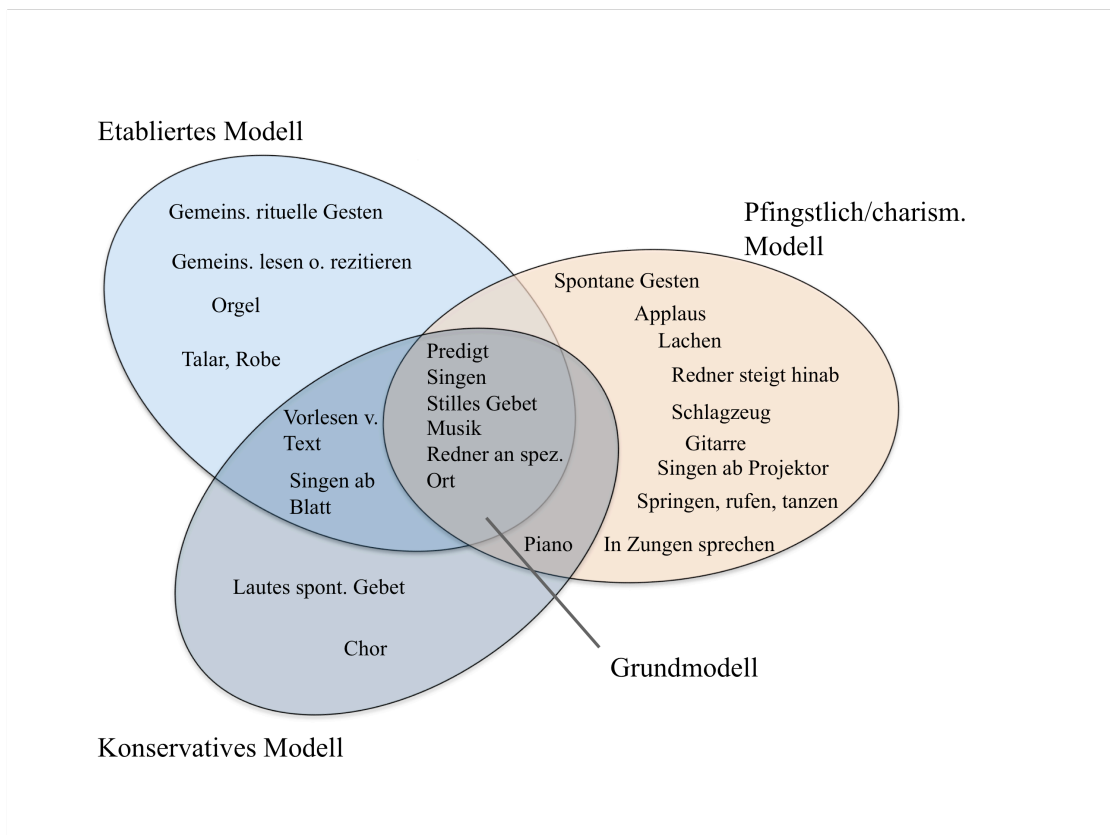 Etabliertes Modell
Gemeins. rituelle Gesten
Gemeins. lesen o. rezitieren
Orgel
Talar, Robe
Pfingstlich/charism.
Modell
Spontane Gesten
Applaus
Lachen
Redner steigt hinab
Schlagzeug
Gitarre
Singen ab Projektor
Springen, rufen, tanzen
In Zungen sprechen
Predigt
Singen
Stilles Gebet
Musik
Redner an spez.
Ort
Vorlesen v.
Text
Singen ab
Blatt
Piano
Lautes spont. Gebet
Chor
Grundmodell
Konservatives Modell